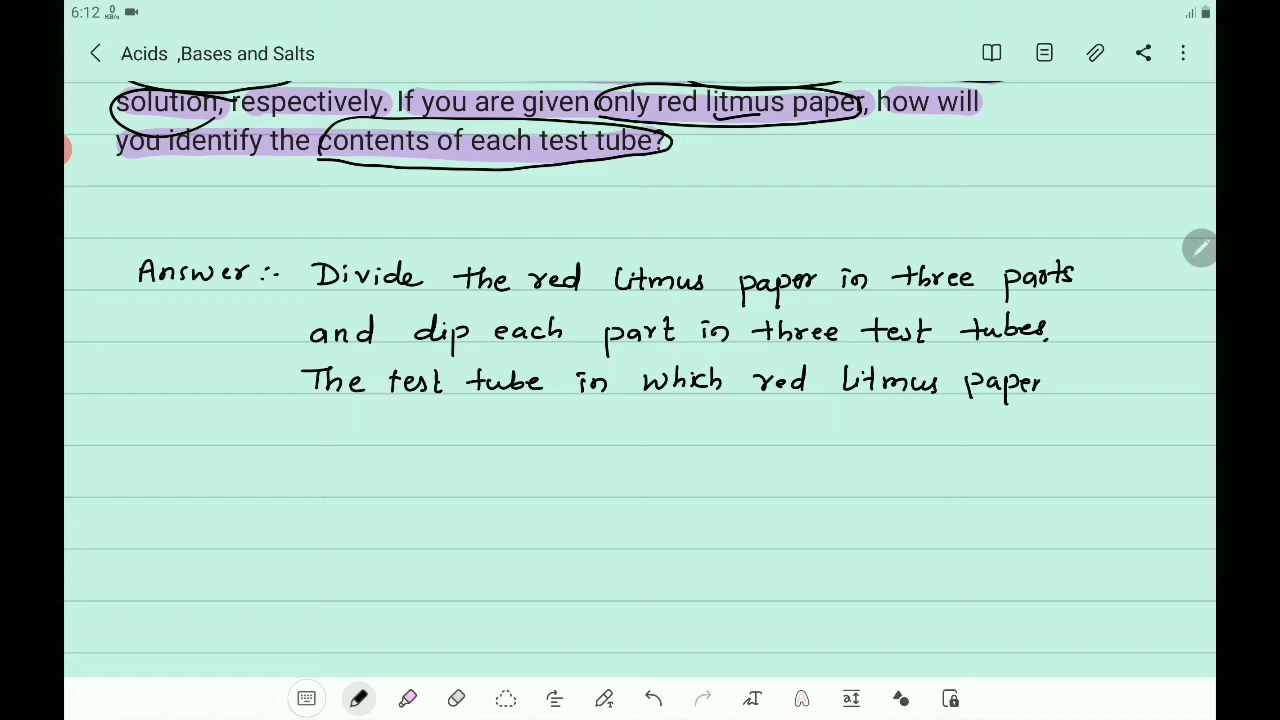 6:12 0 KB/s
Acids ,Bases and Salts
solution, respectively. If you are given only red litmus paper, how will
you identify the contents of each test tube?
Answer :- Divide the red litmus paper in three parts
and dip each part in three test tubes.
The test tube in which red litmus paper